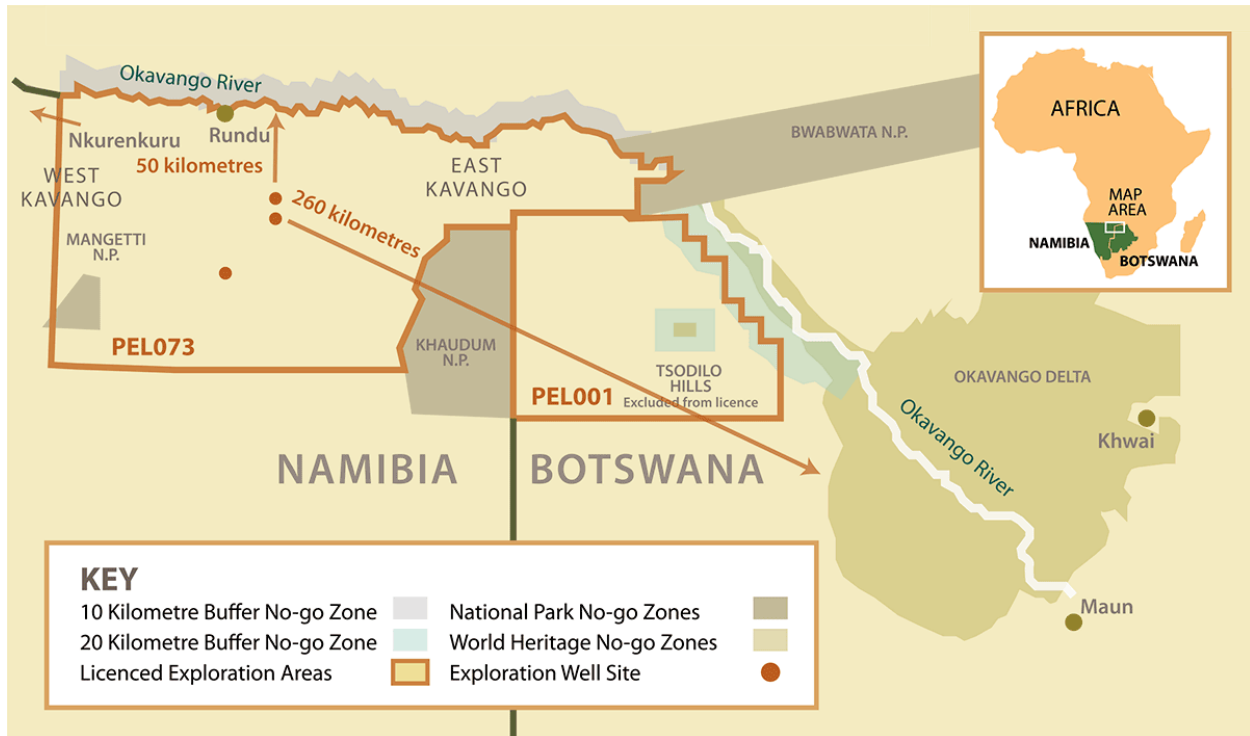 Okavango River
Nkurenkuru
Rundu
50 kilometres
WEST
KAVANGO
EAST
KAVANGO
BWABWATA N.P.
260 kilometres
MANGETTI
N.P.
PEL073
KHAUDUM
N.P.
PEL001
TSODILO
HILLS
Excluded from licence
OKAVANGO DELTA
Okavango River
Khwai
Maun
NAMIBIA
BOTSWANA
AFRICA
MAP
AREA
NAMIBIA
BOTSWANA
KEY
10 Kilometre Buffer No-go Zone
National Park No-go Zones
20 Kilometre Buffer No-go Zone
World Heritage No-go Zones
Licenced Exploration Areas
Exploration Well Site